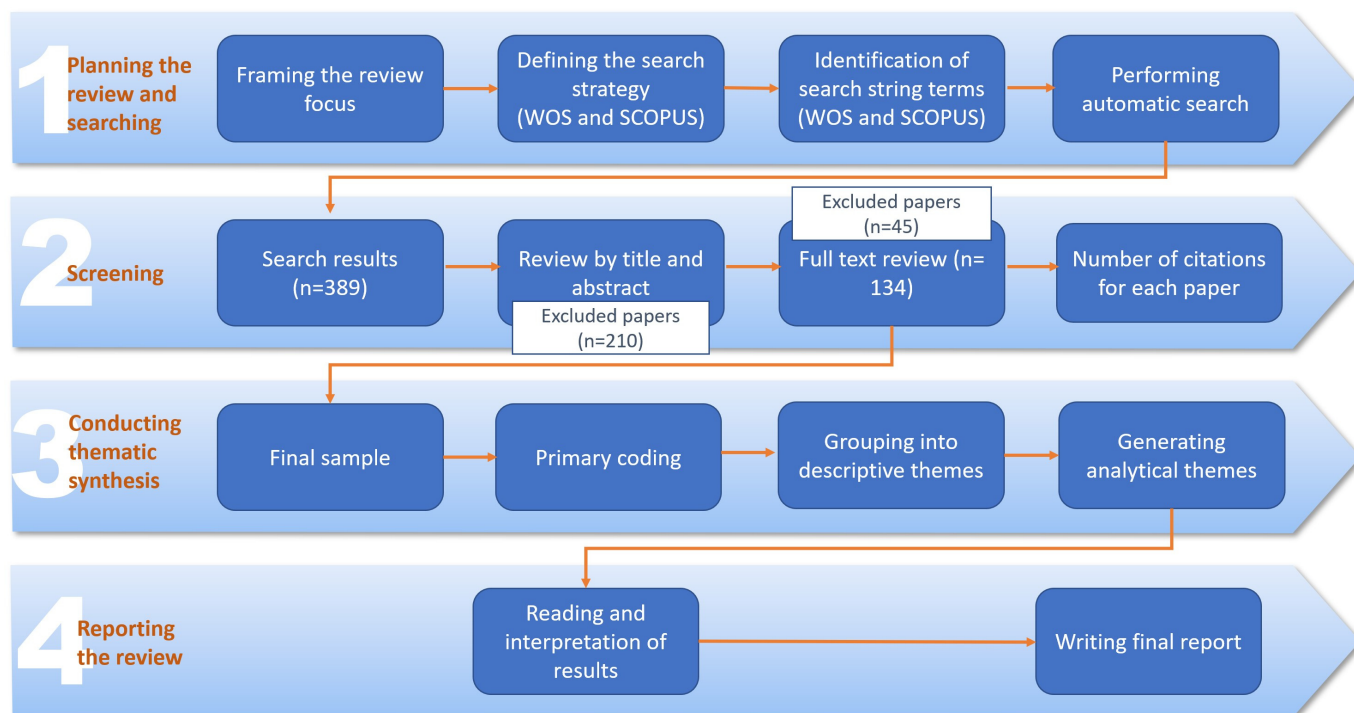 1
Planning the
review and
searching
Framing the review
focus
Defining the search
strategy
(WOS and SCOPUS)
Identification of
search string terms
(WOS and SCOPUS)
Performing
automatic search
2
Screening
Search results
(n=389)
Review by title and
abstract
Excluded papers
(n=210)
Excluded papers
(n=45)
Full text review (n=
134)
Number of citations
for each paper
3
Conducting
thematic
synthesis
Final sample
Primary coding
Grouping into
descriptive themes
Generating
analytical themes
4
Reporting
the review
Reading and
interpretation of
results
Writing final report